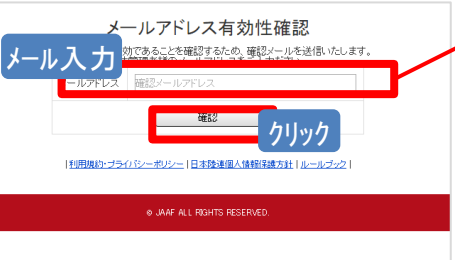 メールアドレス有効性確認
効であることを確認するため、確認メールを送信いたします。
メール入力
ールアドレス 確認メールアドレス
確認
クリック
| 利用規約・プライバシーポリシー | 日本陸連個人情報保護方針 | ルールブック |
© JAAF ALL RIGHTS RESERVED.